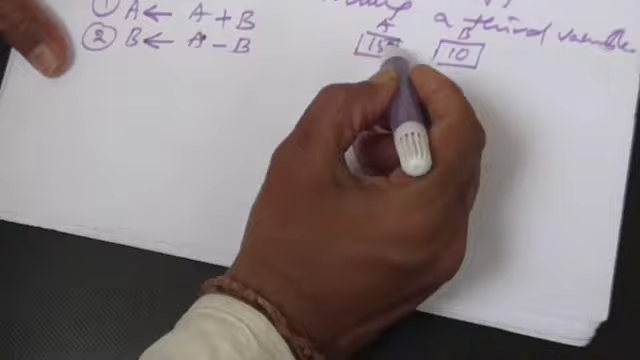 a third variable
① A ← A + B
② B ← A - B
A B
15 10